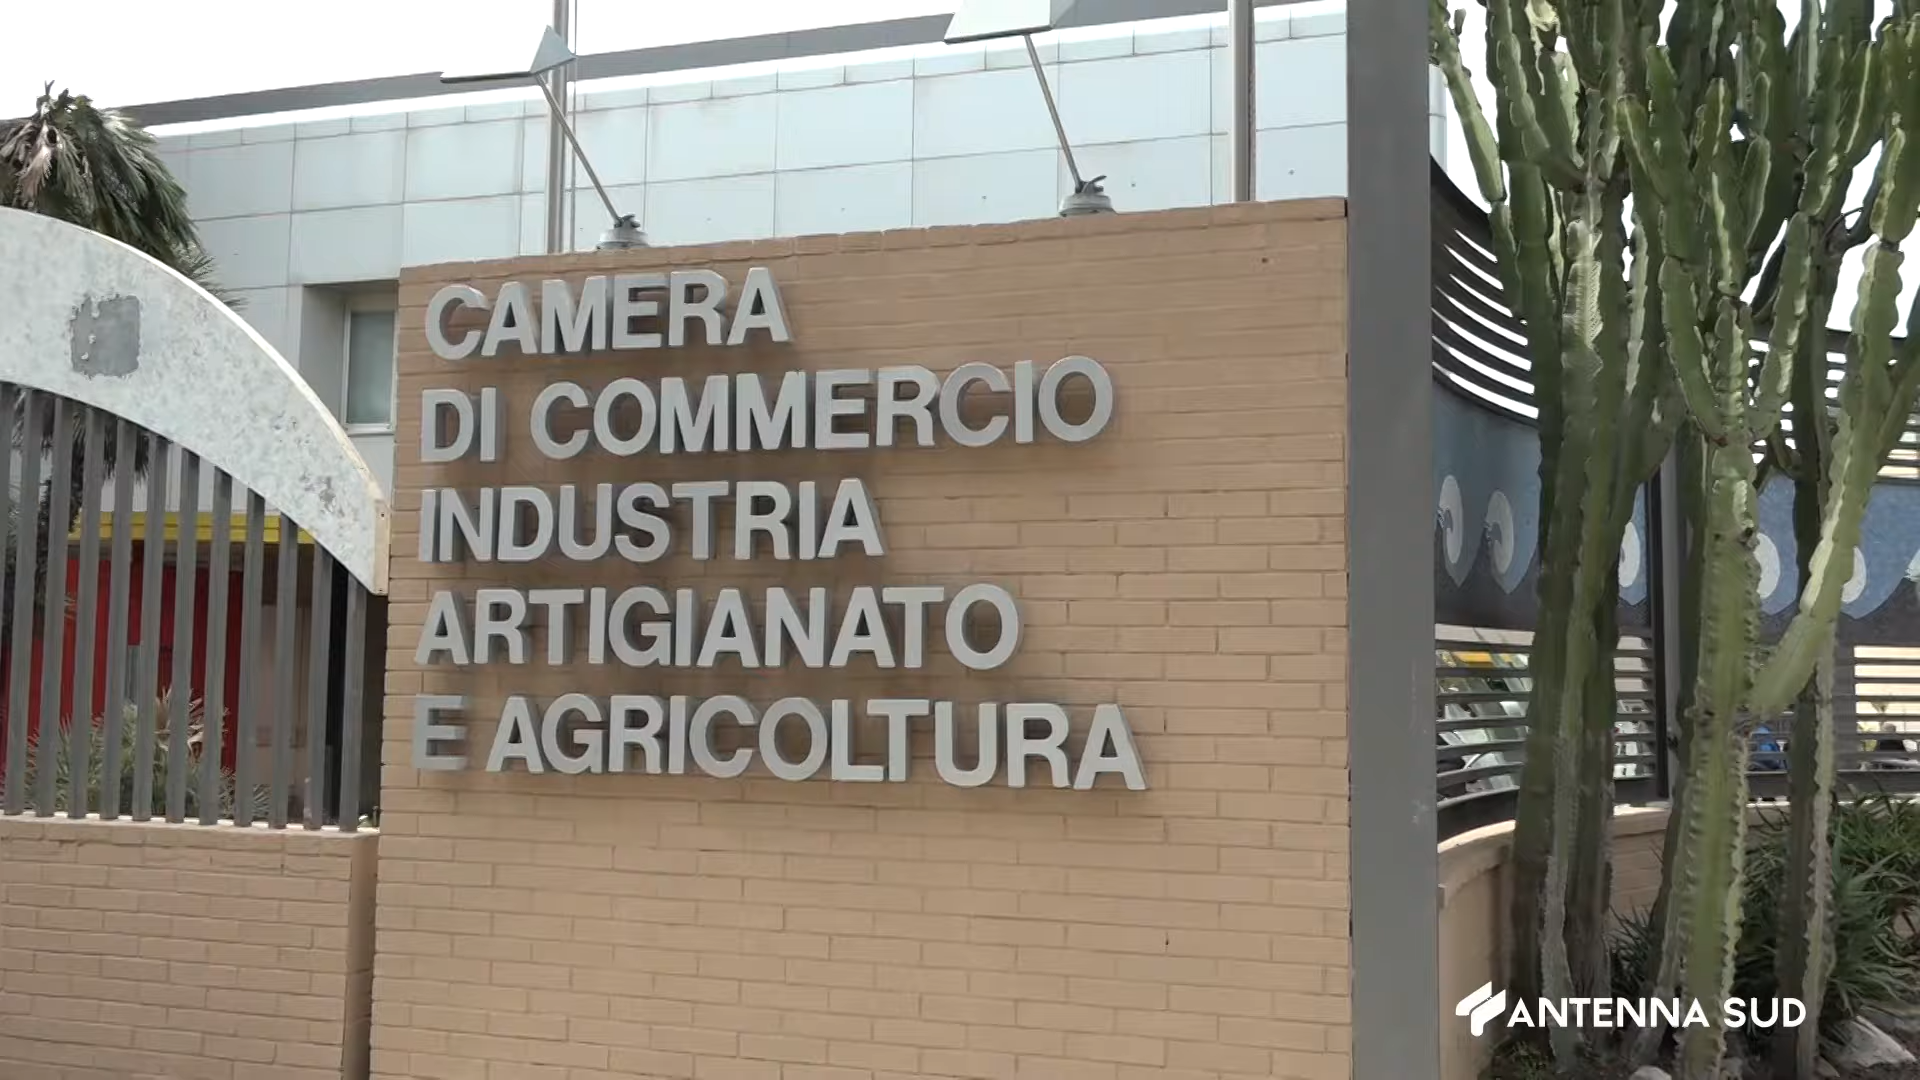 CAMERA
DI COMMERCIO
INDUSTRIA
ARTIGIANATO
E AGRICOLTURA
ANTENNA SUD